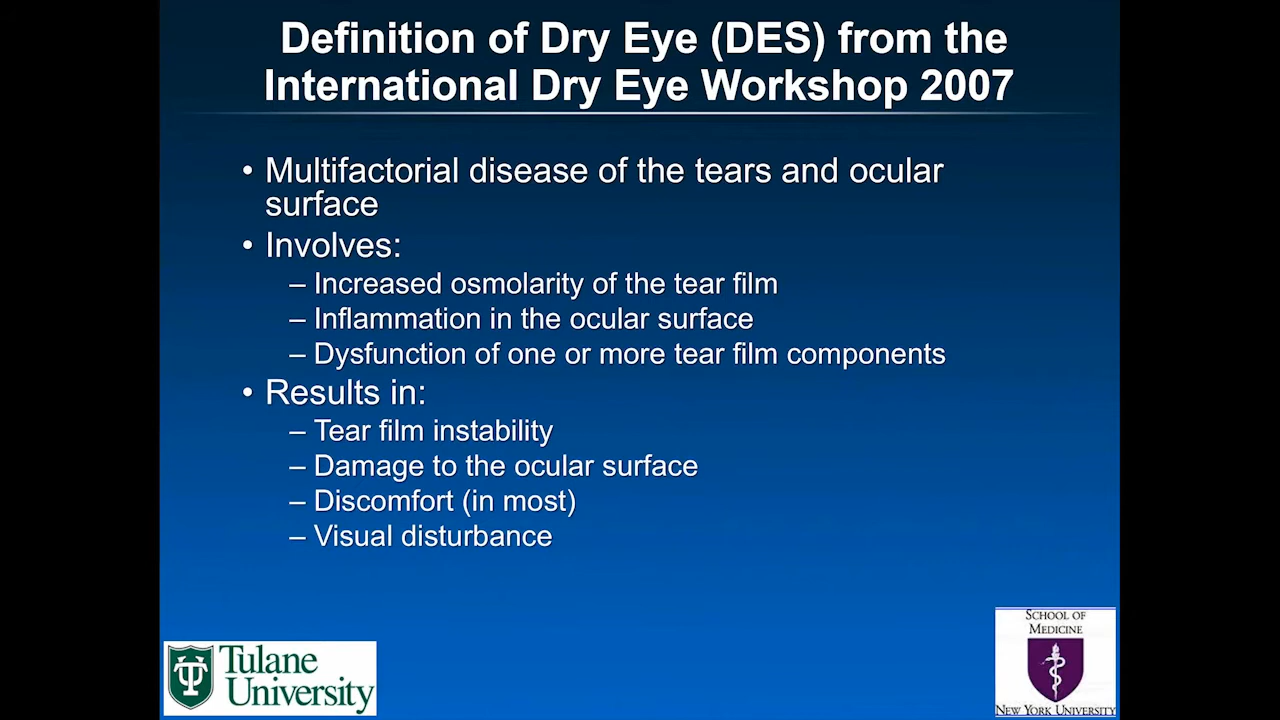 Definition of Dry Eye (DES) from the
International Dry Eye Workshop 2007
• Multifactorial disease of the tears and ocular
surface
• Involves:
– Increased osmolarity of the tear film
– Inflammation in the ocular surface
– Dysfunction of one or more tear film components
• Results in:
– Tear film instability
– Damage to the ocular surface
– Discomfort (in most)
– Visual disturbance
Tulane
University
SCHOOL OF
MEDICINE
NEW YORK UNIVERSITY